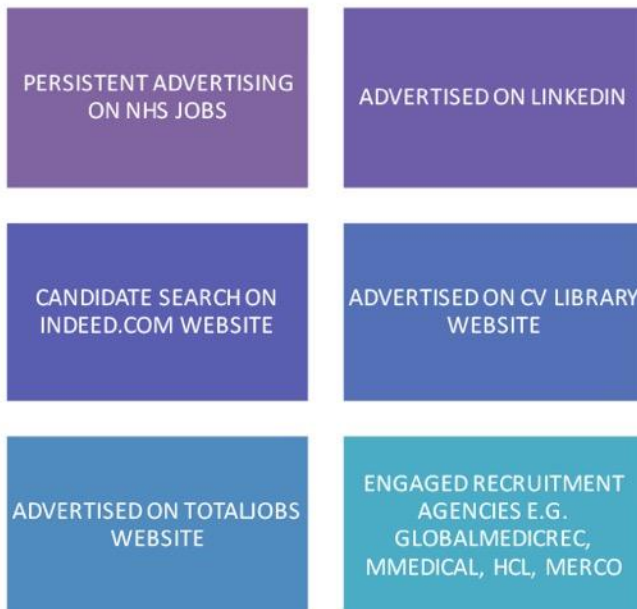 PERSISTENT ADVERTISING
ON NHS JOBS
ADVERTISED ON LINKEDIN
CANDIDATE SEARCH ON
INDEED.COM WEBSITE
ADVERTISED ON CV LIBRARY
WEBSITE
ADVERTISED ON TOTALJOBS
WEBSITE
ENGAGED RECRUITMENT
AGENCIES E.G.
GLOBALMEDICREC,
MMEDICAL, HCL, MERCO